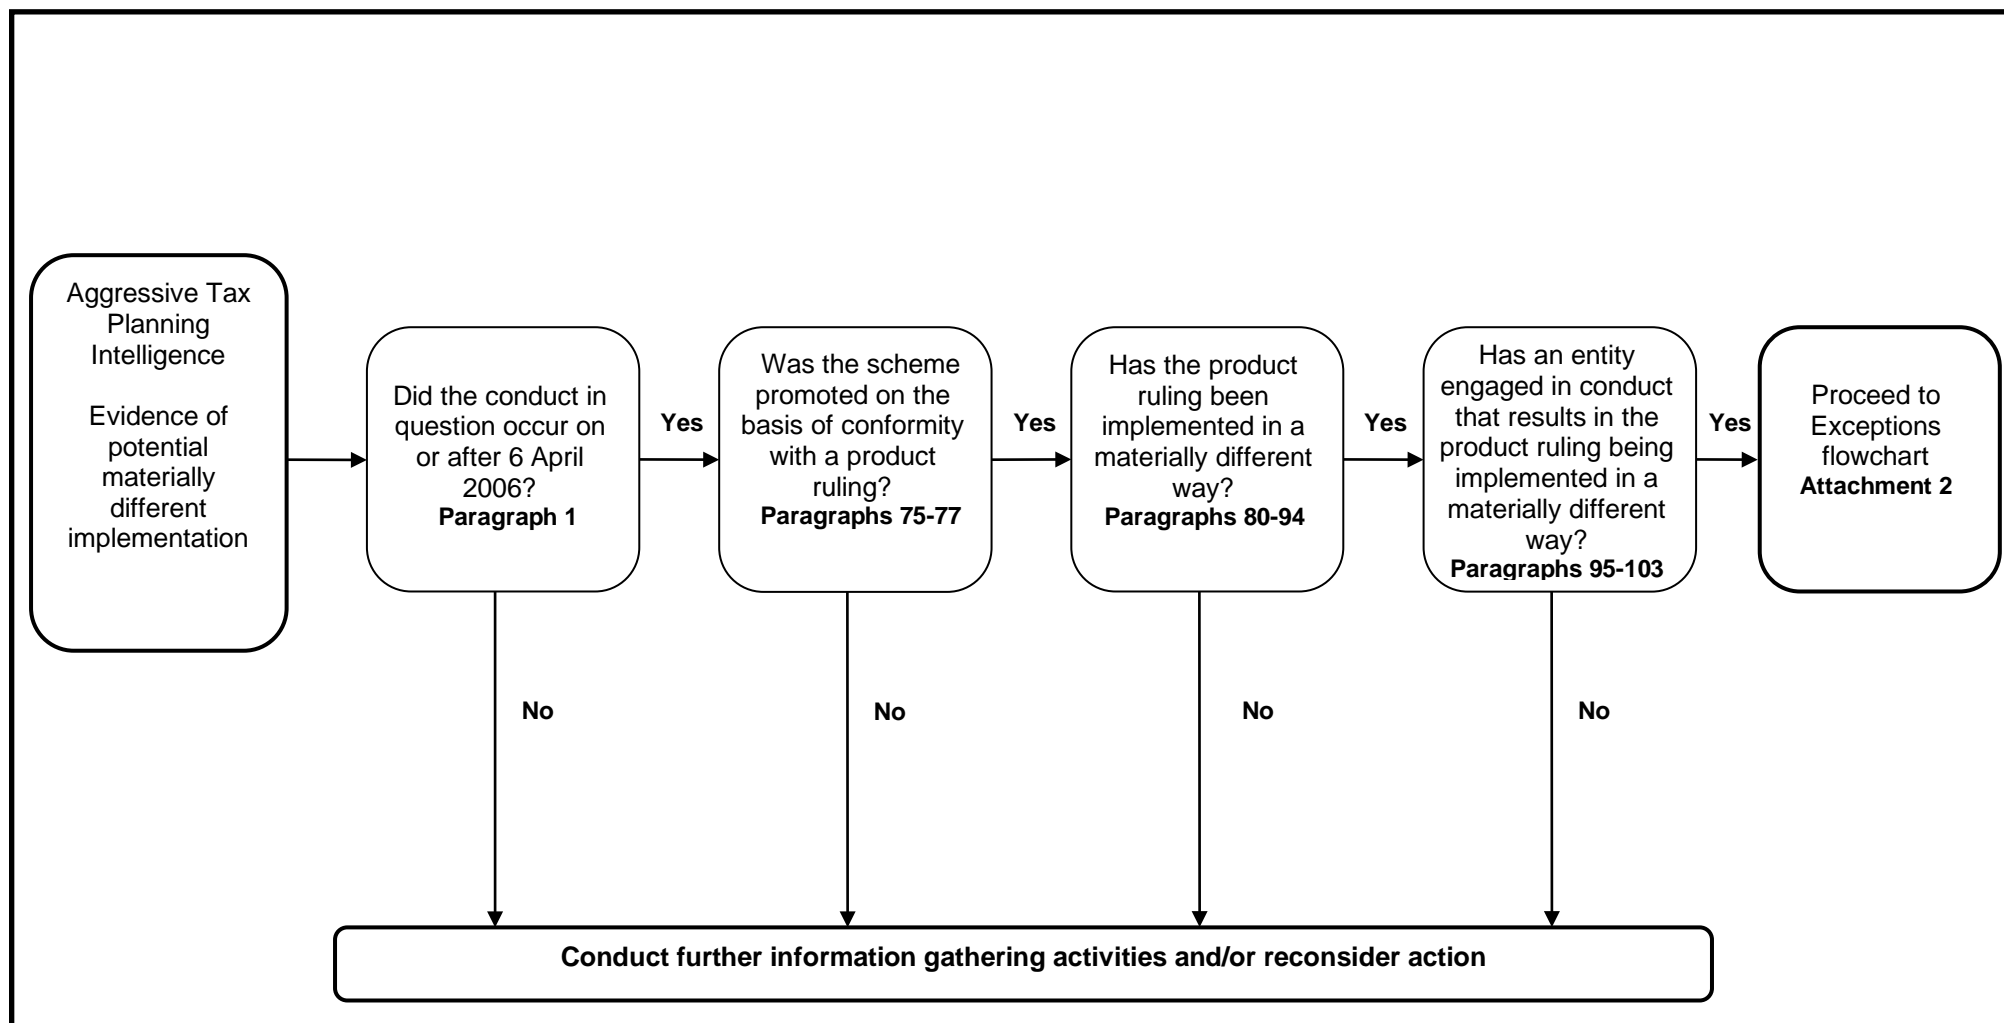 Aggressive Tax
Planning
Intelligence
Evidence of
potential
materially
different
implementation
Did the conduct in
question occur on
or after 6 April
2006?
Paragraph 1
Yes
Was the scheme
promoted on the
basis of conformity
with a product
ruling?
Paragraphs 75-77
Yes
Has the product
ruling been
implemented in a
materially different
way?
Paragraphs 80-94
Yes
Has an entity
engaged in conduct
that results in the
product ruling being
implemented in a
materially different
way?
Paragraphs 95-103
Yes
Proceed to
Exceptions
flowchart
Attachment 2
No
No
No
No
Conduct further information gathering activities and/or reconsider action